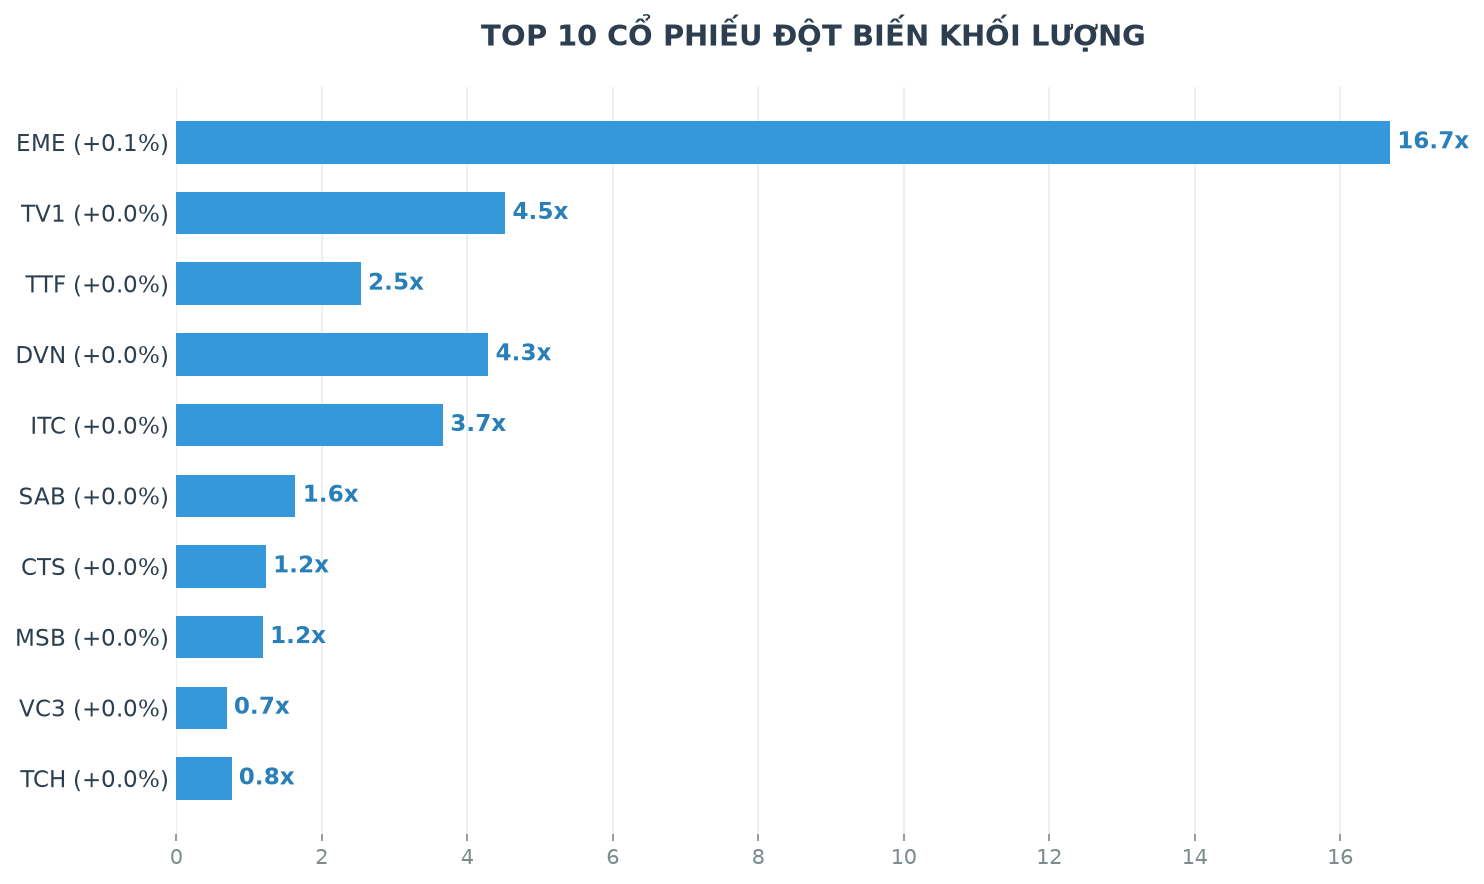 TOP 10 CỔ PHIẾU ĐỘT BIẾN KHỐI LƯỢNG
EME (+0.1%) 16.7x
TV1 (+0.0%) 4.5x
TTF (+0.0%) 2.5x
DVN (+0.0%) 4.3x
ITC (+0.0%) 3.7x
SAB (+0.0%) 1.6x
CTS (+0.0%) 1.2x
MSB (+0.0%) 1.2x
VC3 (+0.0%) 0.7x
TCH (+0.0%) 0.8x
0 2 4 6 8 10 12 14 16